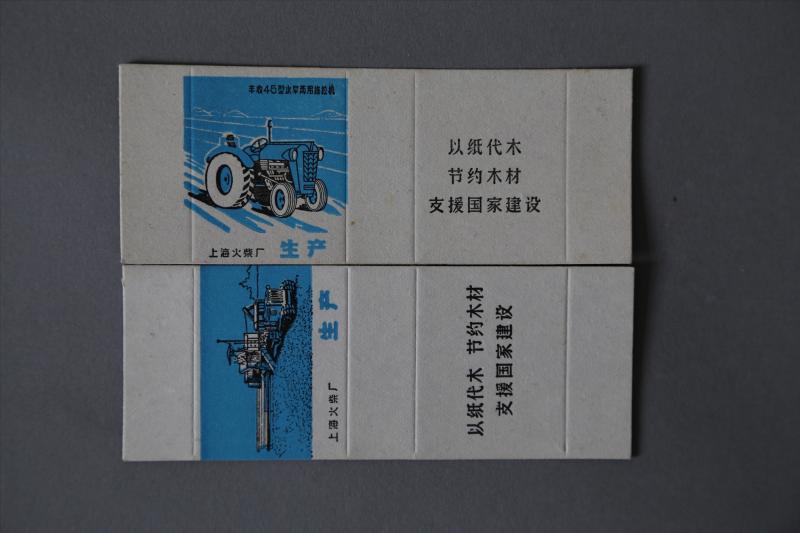 丰收45型水旱两用拖拉机
上海火柴厂
生产
以纸代木
节约木材
支援国家建设
生产
上海火柴厂
以纸代木 节约木材
支援国家建设